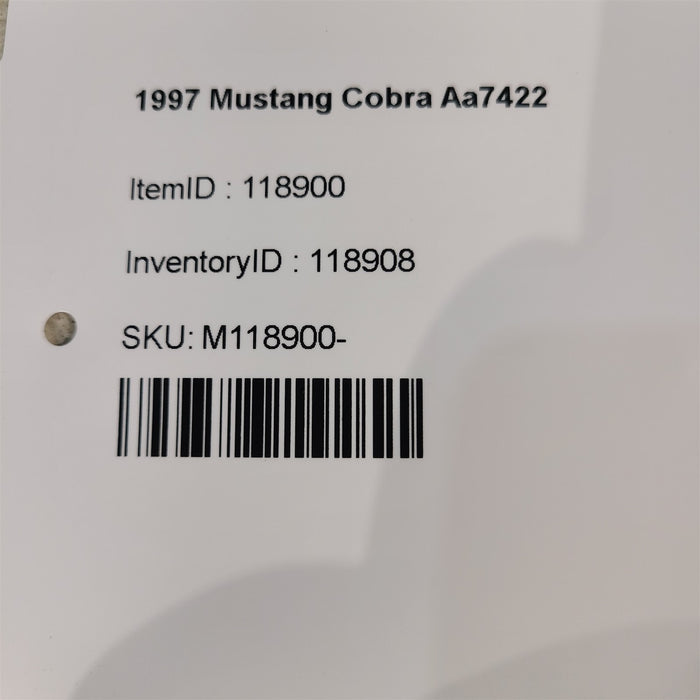 1997 Mustang Cobra Aa7422
ItemID : 118900
InventoryID : 118908
SKU: M118900-